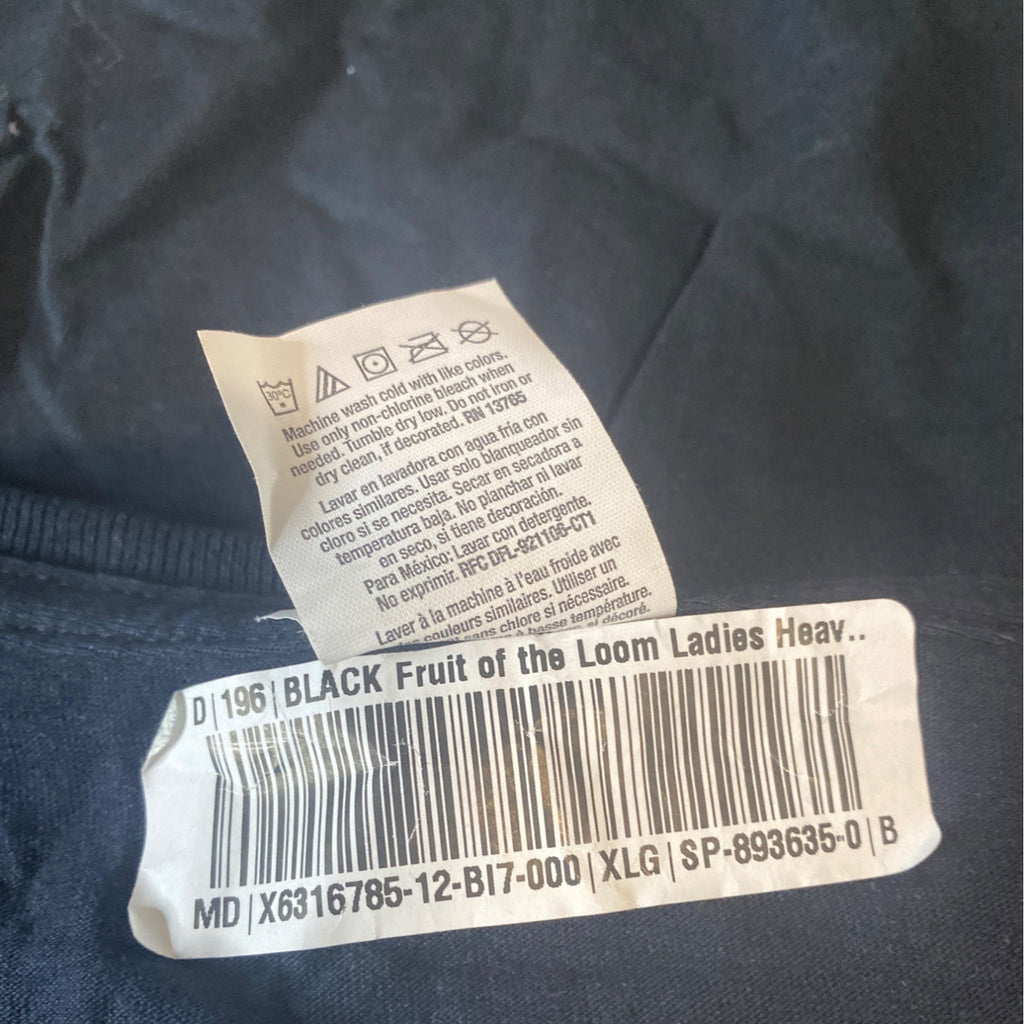 30°C
Machine wash cold with like colors.
Use only non-chlorine bleach when
needed. Tumble dry low. Do not iron or
dry clean, if decorated. RN 13765
Lavar en lavadora con agua fría con
colores similares. Usar solo blanqueador sin
cloro si se necesita. Secar en secadora a
temperatura baja. No planchar ni lavar
en seco, si tiene decoración.
Para México: Lavar con detergente.
No exprimir. RFC DFL-921106-CT1
Laver à la machine à l'eau froide avec
couleurs similaires. Utiliser un
sans chlore si nécessaire.
à basse température.
si décoré.
D | 196 | BLACK Fruit of the Loom Ladies Heav..
MD | X6316785-12-BI7-000 | XLG | SP-893635-0 | B